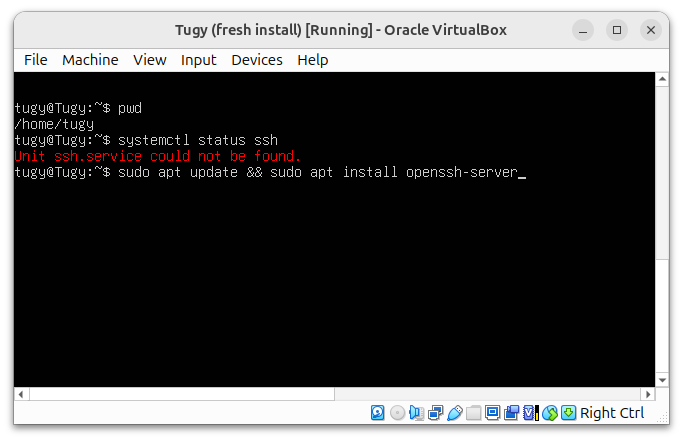 Tugy (fresh install) [Running] - Oracle VirtualBox
File Machine View Input Devices Help
tugy@Tugy:~$ pwd
/home/tugy
tugy@Tugy:~$ systemctl status ssh
Unit ssh.service could not be found.
tugy@Tugy:~$ sudo apt update && sudo apt install openssh-server_
Right Ctrl